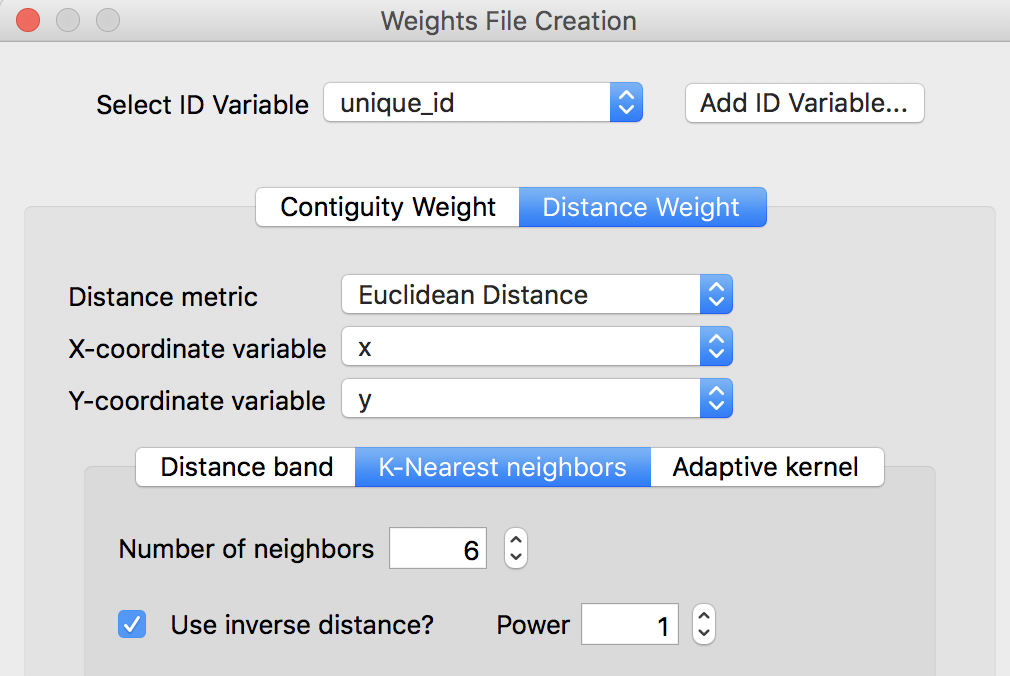 Weights File Creation
Select ID Variable unique_id Add ID Variable...
Contiguity Weight Distance Weight
Distance metric Euclidean Distance
X-coordinate variable x
Y-coordinate variable y
Distance band K-Nearest neighbors Adaptive kernel
Number of neighbors 6
Use inverse distance? Power 1